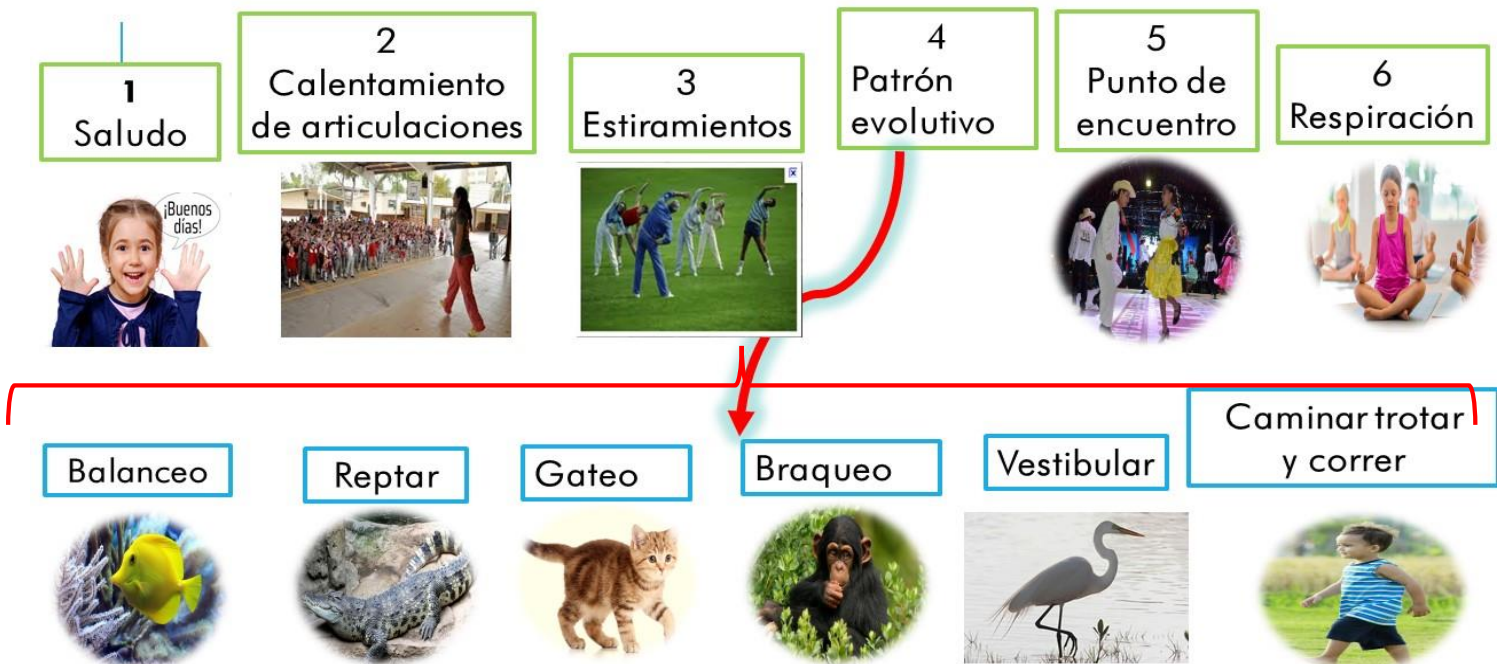 1
Saludo
¡Buenos
días!
2
Calentamiento
de articulaciones
3
Estiramientos
4
Patrón
evolutivo
5
Punto de
encuentro
6
Respiración
Balanceo
Reptar
Gateo
Braqueo
Vestibular
Caminar trotar
y correr